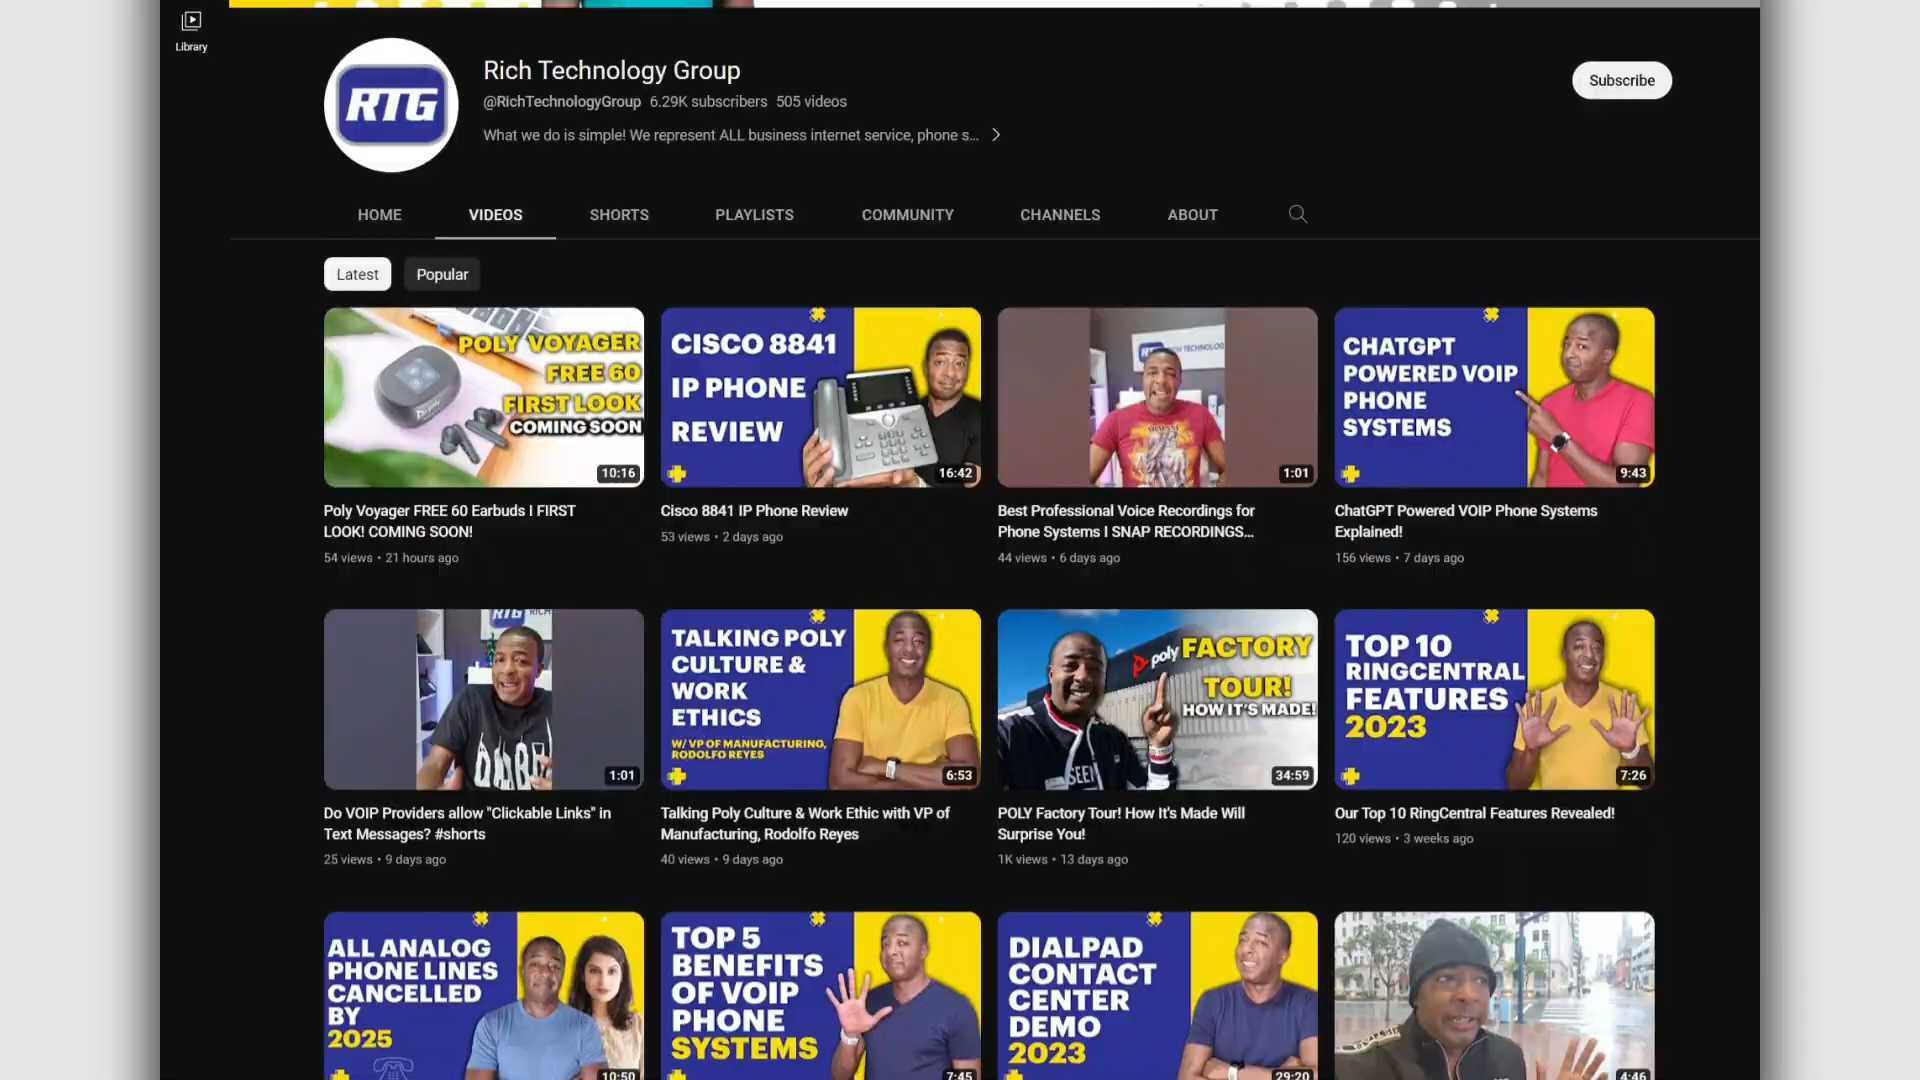 Library
RTG
Rich Technology Group
@RichTechnologyGroup 6.29K subscribers 505 videos
What we do is simple! We represent ALL business internet service, phone s...
Subscribe
HOME VIDEOS SHORTS PLAYLISTS COMMUNITY CHANNELS ABOUT
Latest Popular
POLY VOYAGER
FREE 60
FIRST LOOK
COMING SOON
poly
10:16
CISCO 8841
IP PHONE
REVIEW
16:42
RICH TECHNOLOG
1:01
CHATGPT
POWERED VOIP
PHONE
SYSTEMS
9:43
Poly Voyager FREE 60 Earbuds I FIRST
LOOK! COMING SOON!
54 views • 21 hours ago
Cisco 8841 IP Phone Review
53 views • 2 days ago
Best Professional Voice Recordings for
Phone Systems I SNAP RECORDINGS...
44 views • 6 days ago
ChatGPT Powered VOIP Phone Systems
Explained!
156 views • 7 days ago
RTG RICH
1:01
TALKING POLY
CULTURE &
WORK
ETHICS
W/ VP OF MANUFACTURING,
RODOLFO REYES
6:53
poly FACTORY
TOUR!
HOW IT'S MADE!
34:59
TOP 10
RINGCENTRAL
FEATURES
2023
7:26
Do VOIP Providers allow "Clickable Links" in
Text Messages? #shorts
25 views • 9 days ago
Talking Poly Culture & Work Ethic with VP of
Manufacturing, Rodolfo Reyes
40 views • 9 days ago
POLY Factory Tour! How It's Made Will
Surprise You!
1K views • 13 days ago
Our Top 10 RingCentral Features Revealed!
120 views • 3 weeks ago
ALL ANALOG
PHONE LINES
CANCELLED
BY
2025
10:50
TOP 5
BENEFITS
OF VOIP
PHONE
SYSTEMS
7:45
DIALPAD
CONTACT
CENTER
DEMO
2023
29:20
4:46